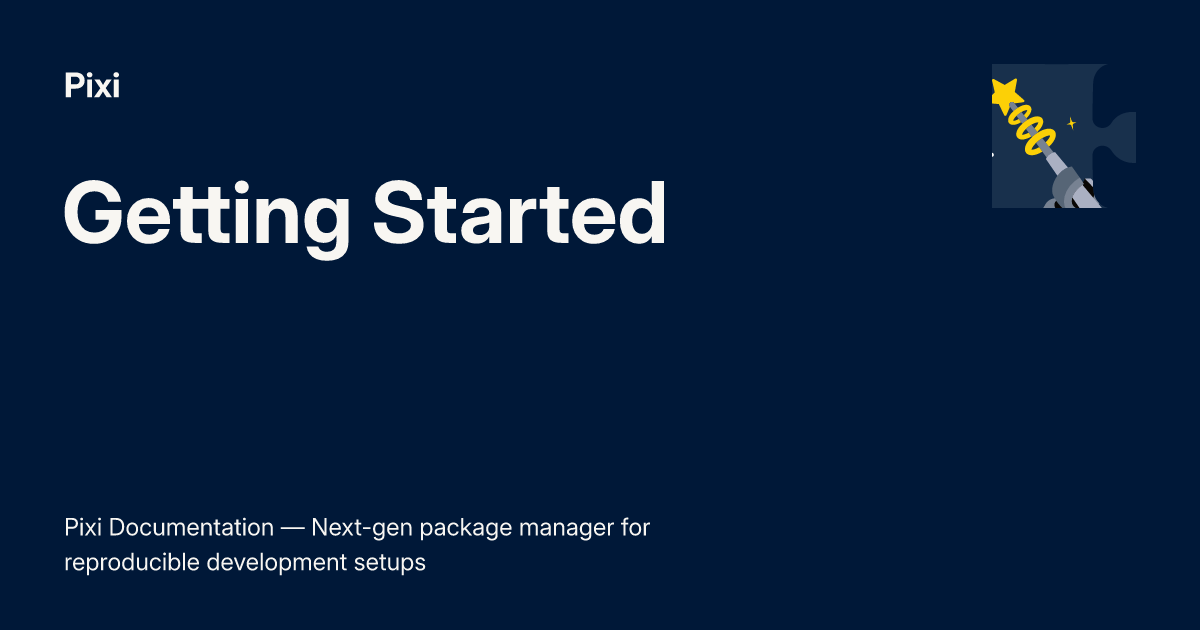 Pixi
Getting Started
Pixi Documentation — Next-gen package manager for
reproducible development setups